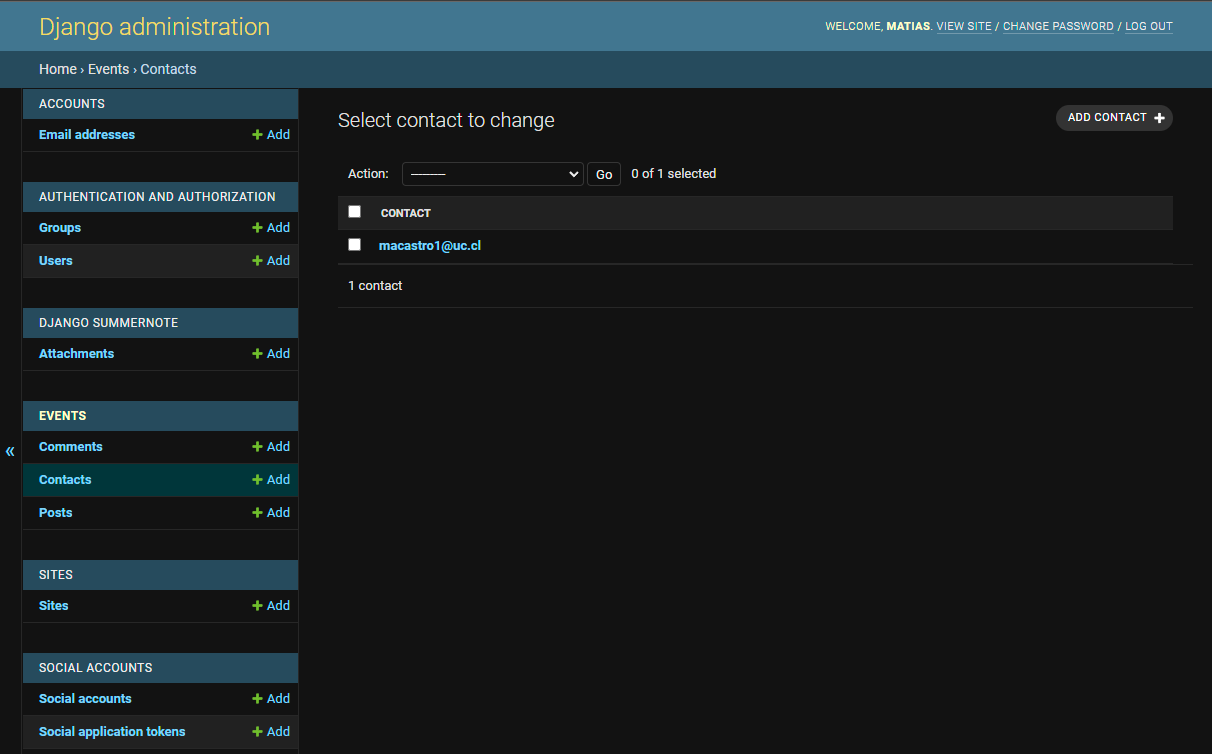 Django administration
WELCOME, MATIAS. VIEW SITE / CHANGE PASSWORD / LOG OUT
Home › Events › Contacts
ACCOUNTS
Email addresses + Add
AUTHENTICATION AND AUTHORIZATION
Groups + Add
Users + Add
DJANGO SUMMERNOTE
Attachments + Add
EVENTS
Comments + Add
Contacts + Add
Posts + Add
SITES
Sites + Add
SOCIAL ACCOUNTS
Social accounts + Add
Social application tokens + Add
«
Select contact to change
ADD CONTACT +
Action: --------- Go 0 of 1 selected
CONTACT
macastro1@uc.cl
1 contact